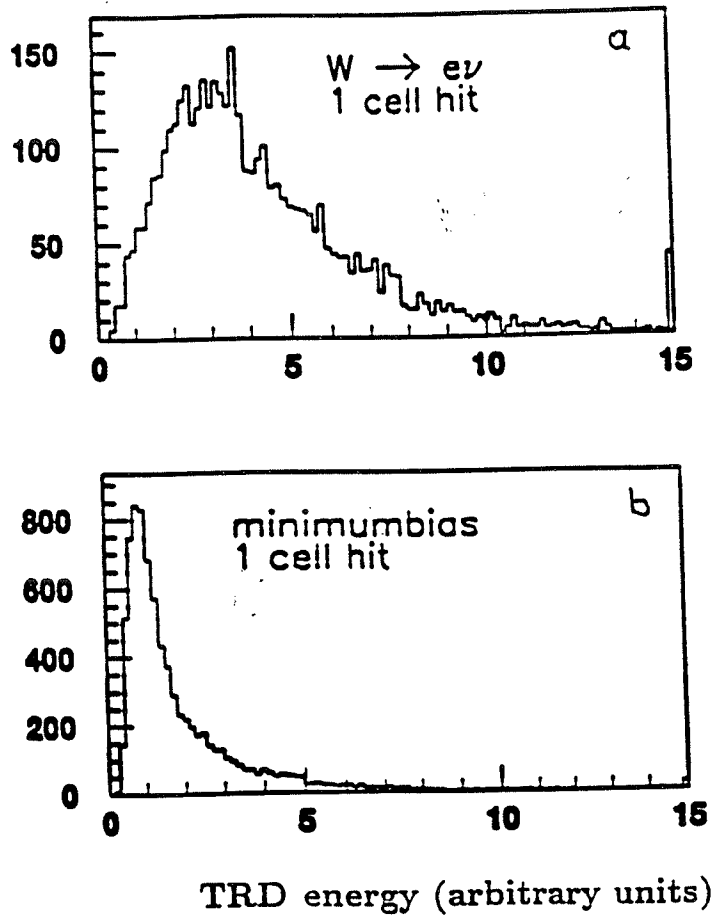 a
W → eν
1 cell hit
150
100
50
0
0 5 10 15
b
minimumbias
1 cell hit
800
600
400
200
0
0 5 10 15
TRD energy (arbitrary units)